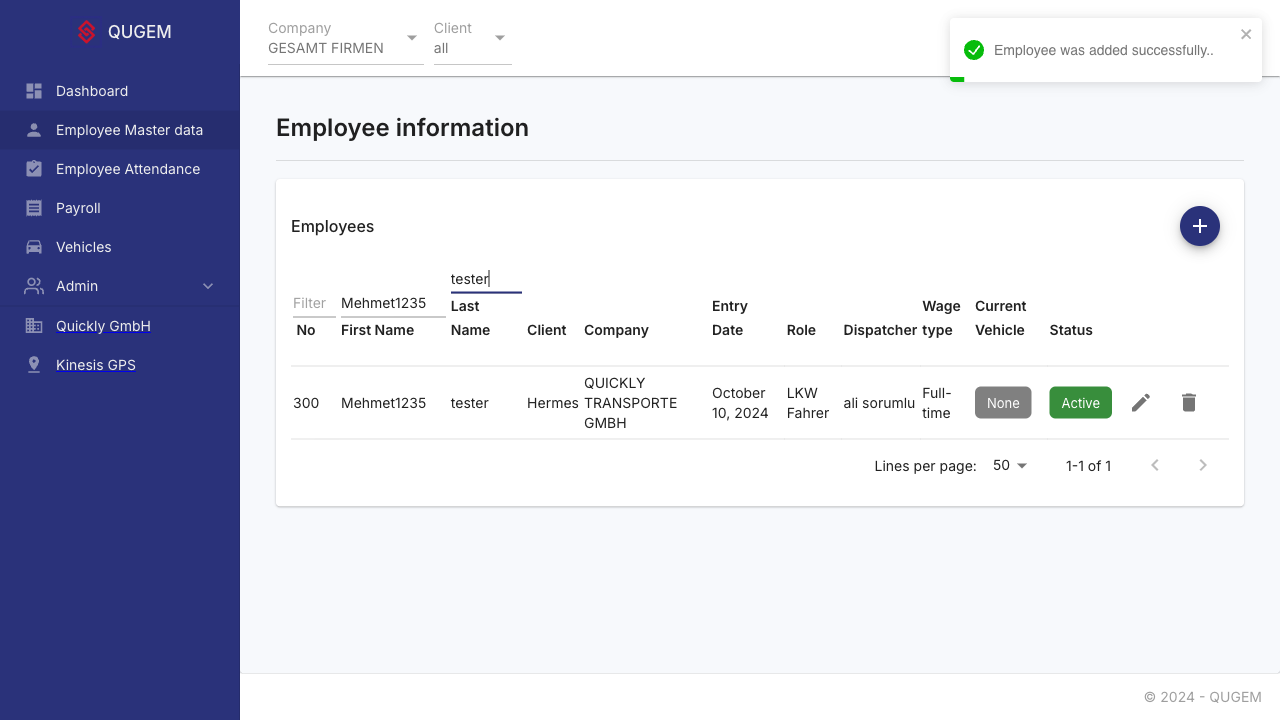 QUGEM
Dashboard
Employee Master data
Employee Attendance
Payroll
Vehicles
Admin
Quickly GmbH
Kinesis GPS
Company
GESAMT FIRMEN
Client
all
Employee was added successfully..
Employee information
Employees
Filter
No
Mehmet1235
First Name
tester
Last
Name
Client
Company
Entry
Date
Role
Dispatcher
Wage
type
Current
Vehicle
Status
300
Mehmet1235
tester
Hermes
QUICKLY
TRANSPORTE
GMBH
October
10, 2024
LKW
Fahrer
ali sorumlu
Full-
time
None
Active
Lines per page:
50
1-1 of 1
© 2024 - QUGEM